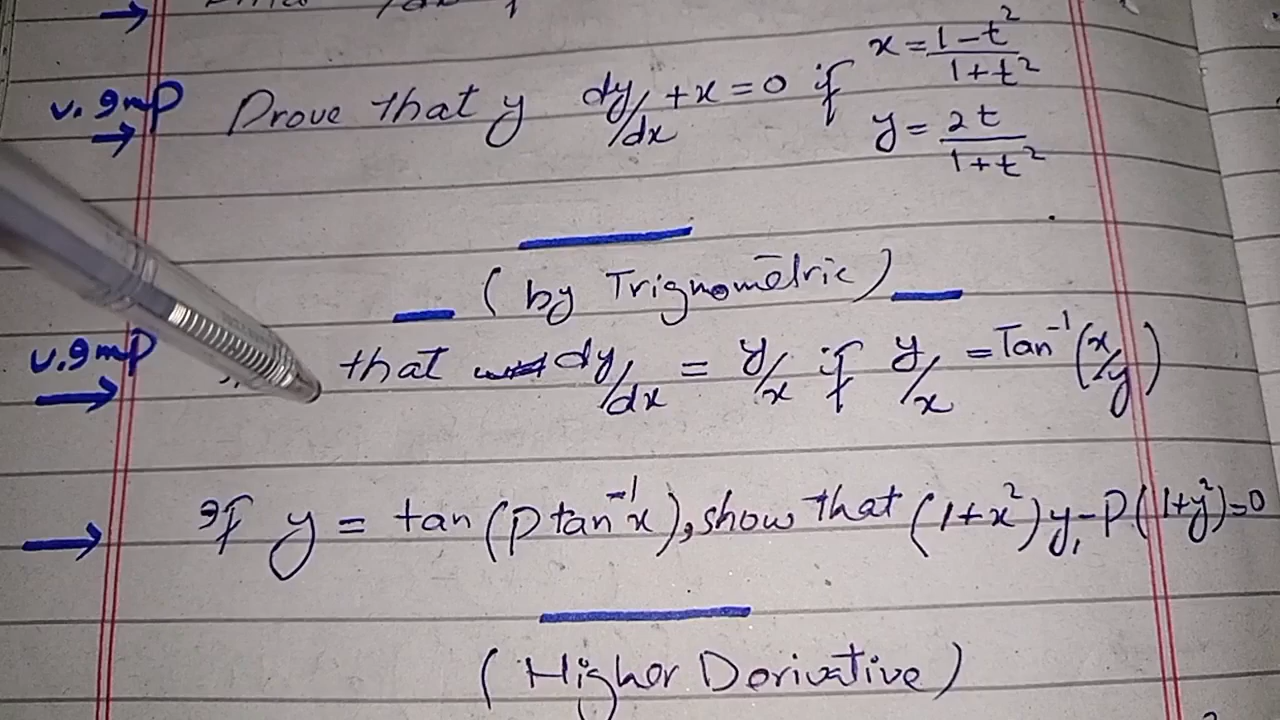 v. Imp Prove that y dy/dx + x = 0 if x = 1-t²/1+t²
y = 2t/1+t²
(by Trignometric)
v. Imp that dy/dx = y/x if y/x = Tan⁻¹(x/y)
If y = tan(P tan⁻¹x), show that (1+x²)y₁-P(1+y²)=0
(Higher Derivative)